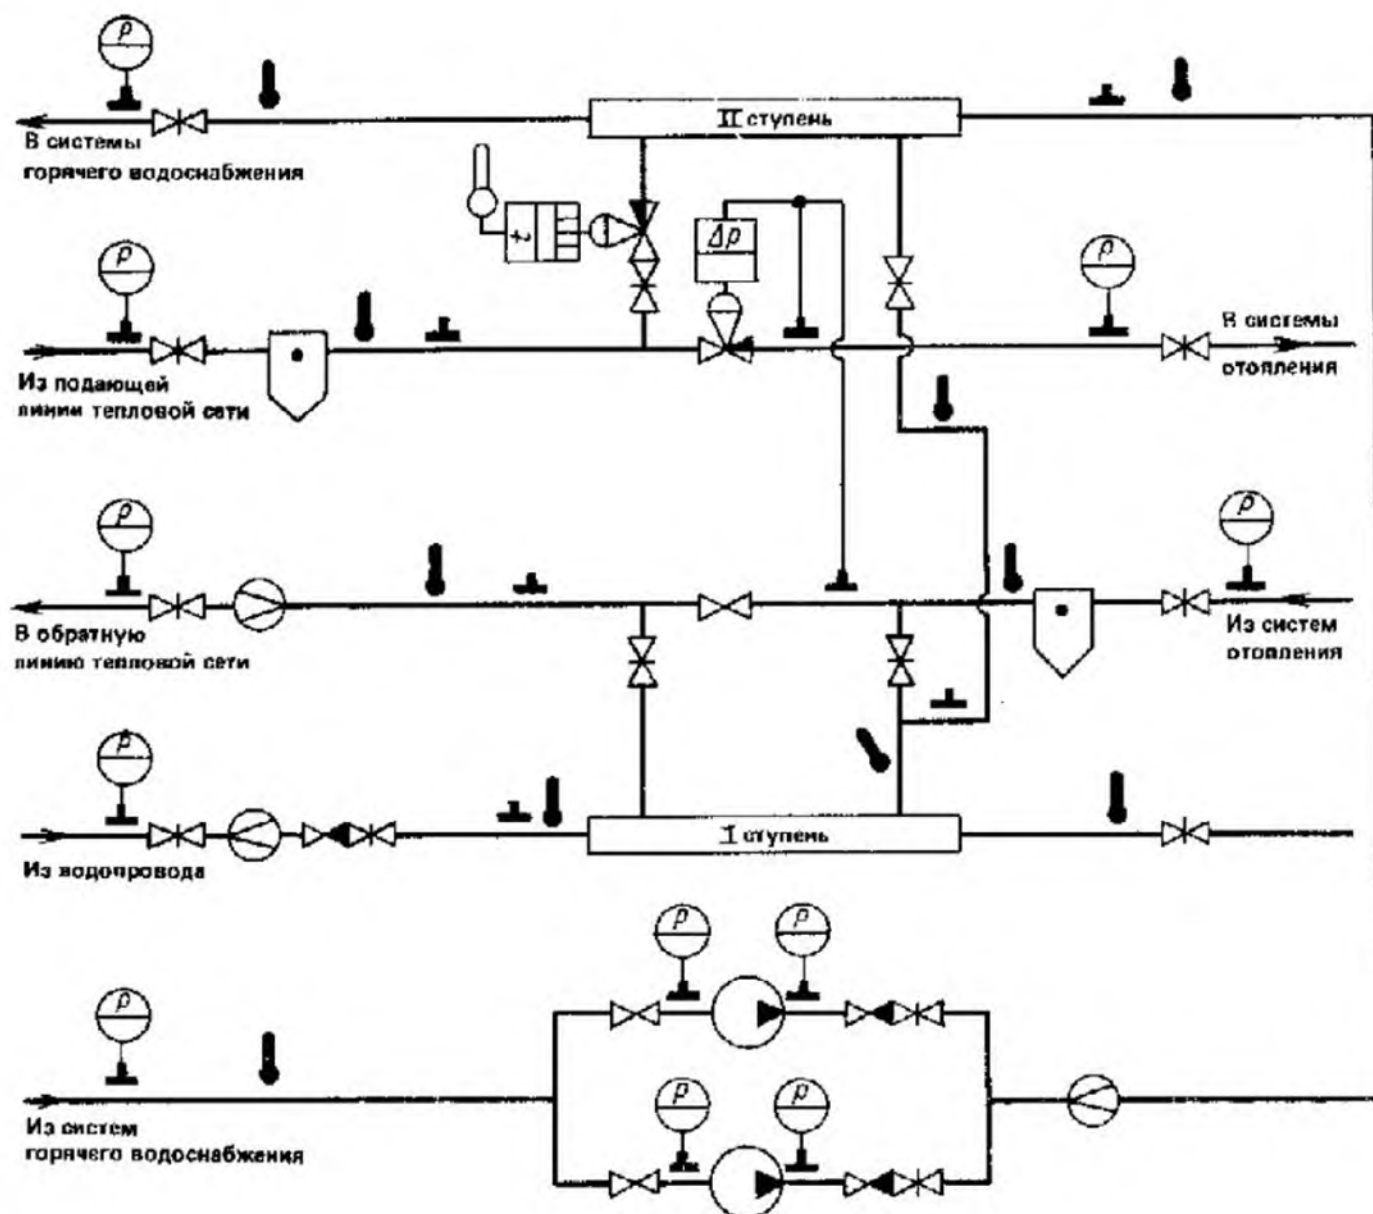 P
II ступень
В системы
горячего водоснабжения
t
Δp
P
P
В системы
отопления
Из подающей
линии тепловой сети
P
P
В обратную
линию тепловой сети
Из систем
отопления
P
I ступень
Из водопровода
P
P
P
Из систем
горячего водоснабжения
P
P